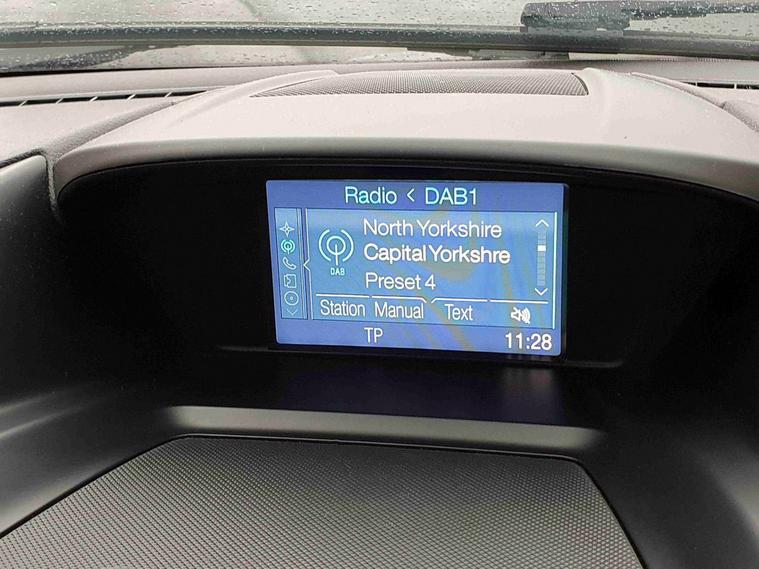 Radio < DAB1
North Yorkshire
Capital Yorkshre
DAB
Preset 4
Station Manual Text
TP
11:28